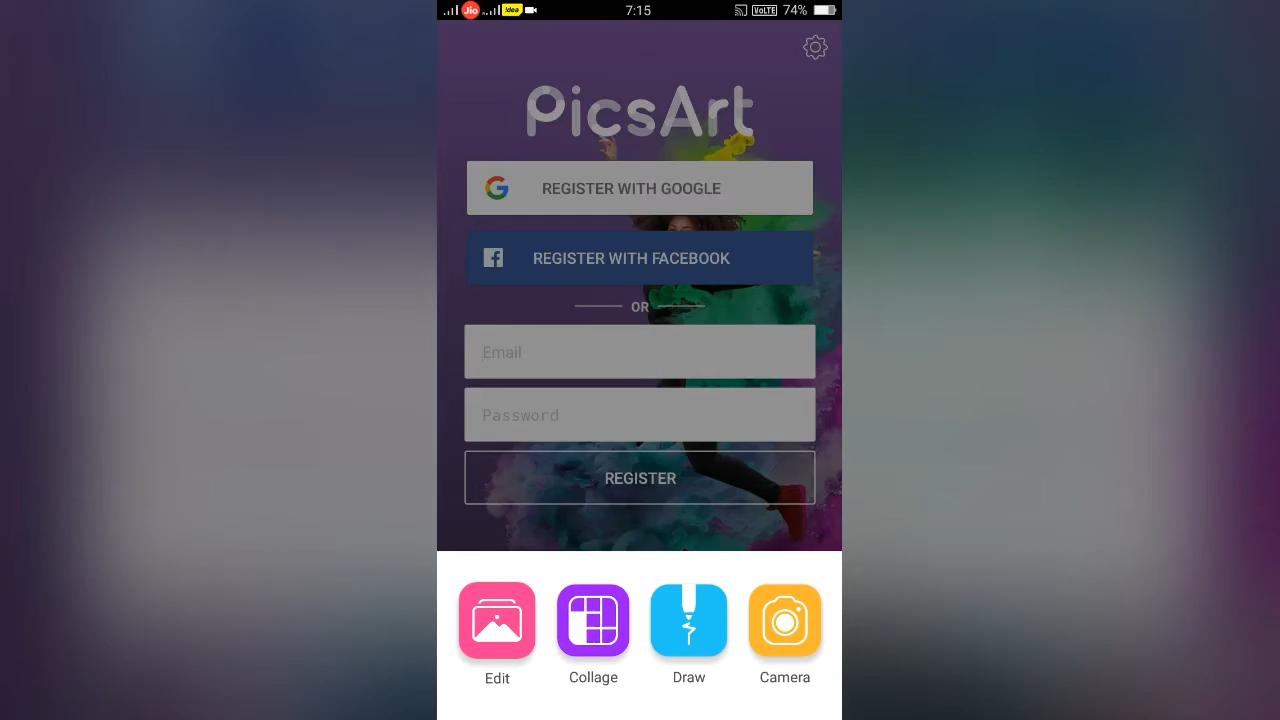 Jio idea 7:15 VoLTE 74%
PicsArt
REGISTER WITH GOOGLE
REGISTER WITH FACEBOOK
OR
Email
Password
REGISTER
Edit Collage Draw Camera